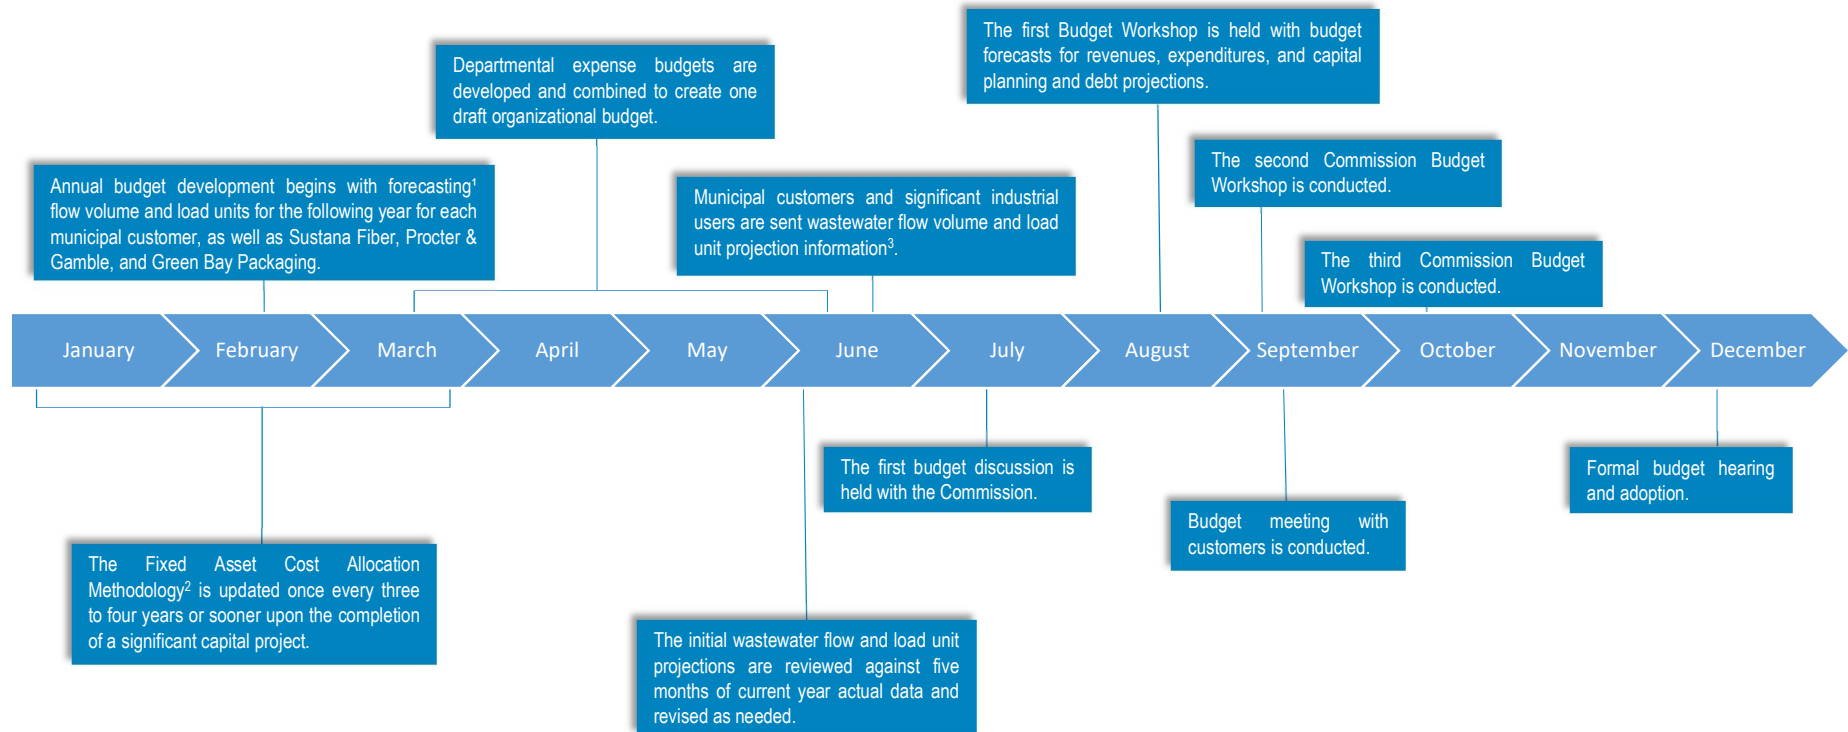 The first Budget Workshop is held with budget
forecasts for revenues, expenditures, and capital
planning and debt projections.
Departmental expense budgets are
developed and combined to create one
draft organizational budget.
The second Commission Budget
Workshop is conducted.
Annual budget development begins with forecasting¹
flow volume and load units for the following year for each
municipal customer, as well as Sustana Fiber, Procter &
Gamble, and Green Bay Packaging.
Municipal customers and significant industrial
users are sent wastewater flow volume and load
unit projection information³.
The third Commission Budget
Workshop is conducted.
January
February
March
April
May
June
July
August
September
October
November
December
The first budget discussion is
held with the Commission.
Formal budget hearing
and adoption.
Budget meeting with
customers is conducted.
The Fixed Asset Cost Allocation
Methodology² is updated once every three
to four years or sooner upon the completion
of a significant capital project.
The initial wastewater flow and load unit
projections are reviewed against five
months of current year actual data and
revised as needed.